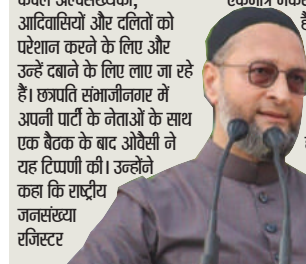 केवल अल्पसंख्यकों,
आदिवासियों और दलितों को
परेशान करने के लिए और
उन्हें दबाने के लिए लाए जा रहे
हैं। छत्रपति संभाजीनगर में
अपनी पार्टी के नेताओं के साथ
एक बैठक के बाद ओवैसी ने
यह टिप्पणी की। उन्होंने
कहा कि राष्ट्रीय
जनसंख्या
रजिस्टर